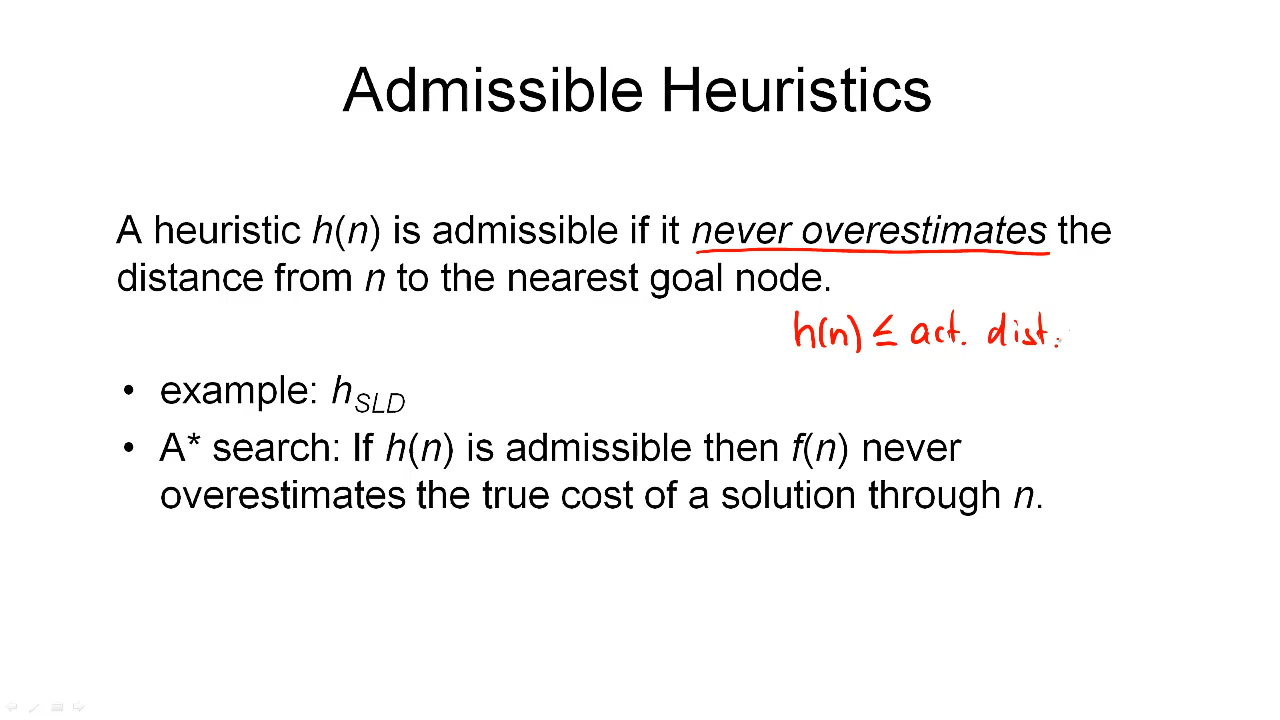 Admissible Heuristics
A heuristic h(n) is admissible if it never overestimates the
distance from n to the nearest goal node.
h(n) ≤ act. dist.
• example: hSLD
• A* search: If h(n) is admissible then f(n) never
overestimates the true cost of a solution through n.